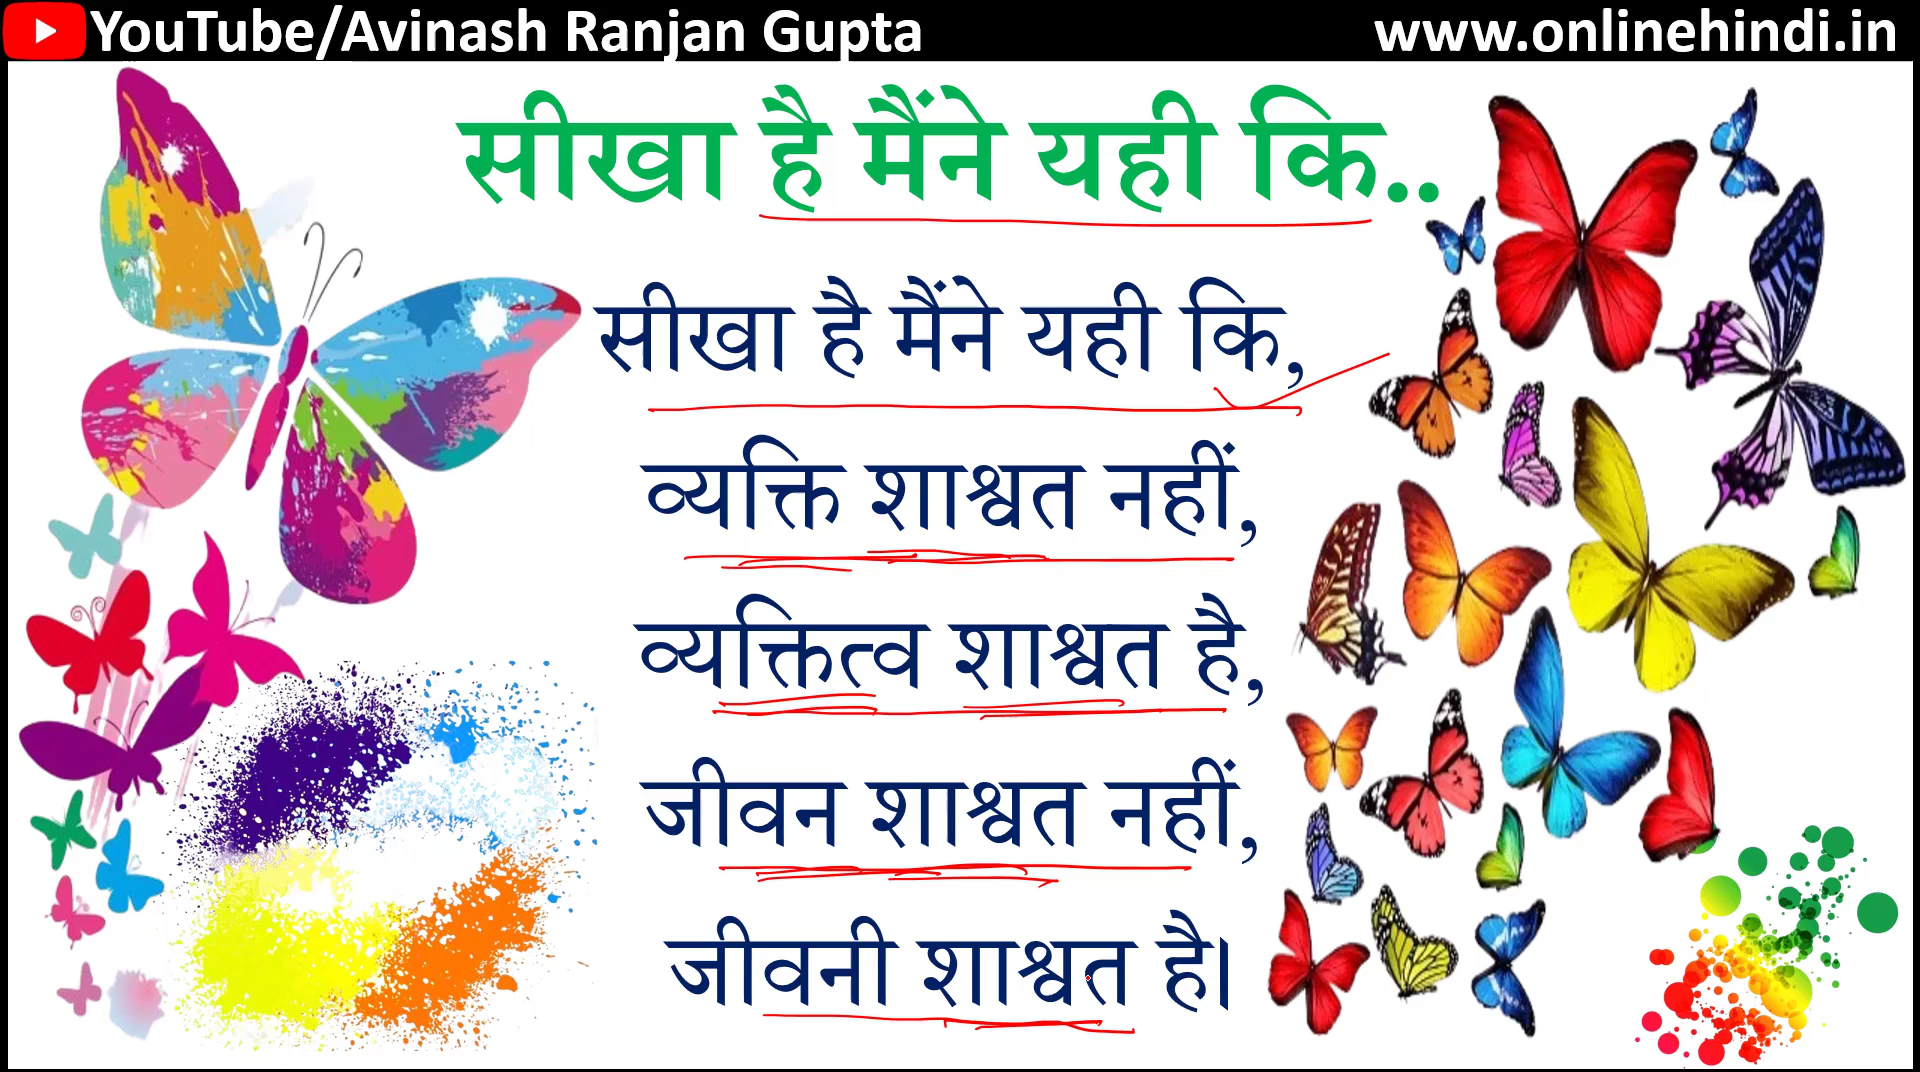 YouTube/Avinash Ranjan Gupta
www.onlinehindi.in
सीखा है मैंने यही कि..
सीखा है मैंने यही कि,
व्यक्ति शाश्वत नहीं,
व्यक्तित्व शाश्वत है,
जीवन शाश्वत नहीं,
जीवनी शाश्वत है।